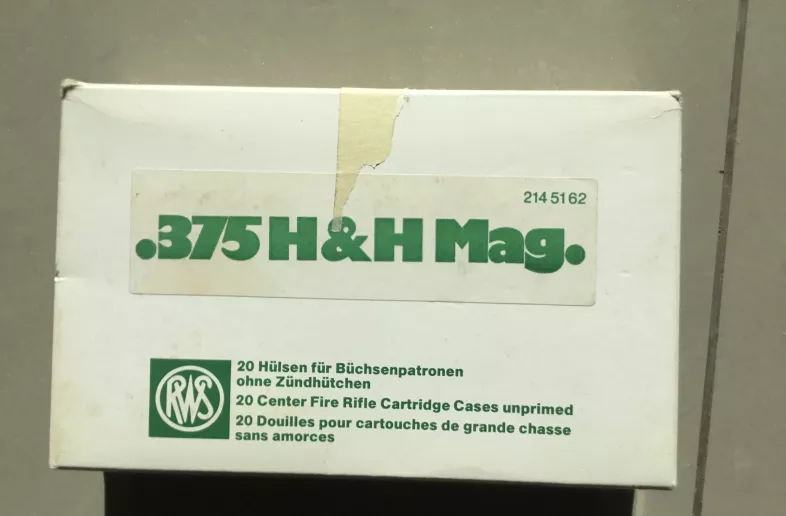 214 51 62
.375 H&H Mag.
RWS
20 Hülsen für Büchsenpatronen
ohne Zündhütchen
20 Center Fire Rifle Cartridge Cases unprimed
20 Douilles pour cartouches de grande chasse
sans amorces